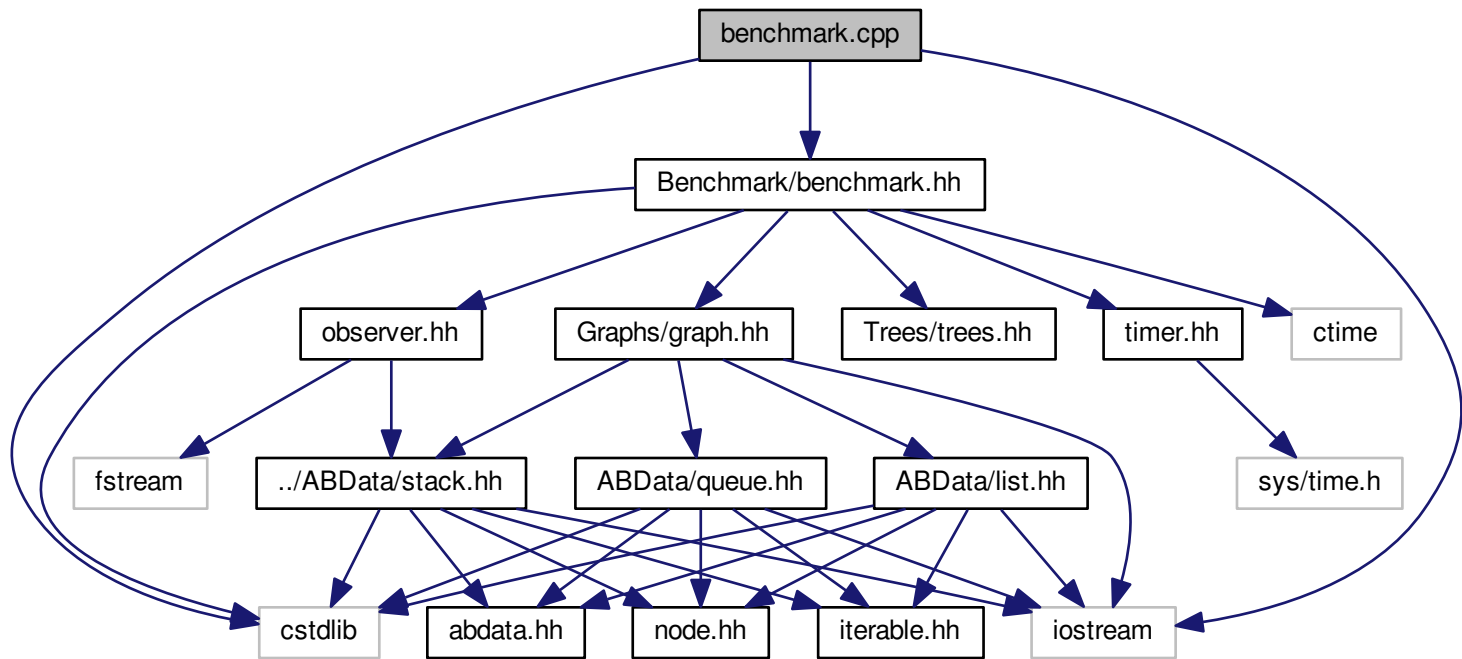 benchmark.cpp
Benchmark/benchmark.hh
observer.hh
Graphs/graph.hh
Trees/trees.hh
timer.hh
ctime
fstream
../ABData/stack.hh
ABData/queue.hh
ABData/list.hh
sys/time.h
cstdlib
abdata.hh
node.hh
iterable.hh
iostream